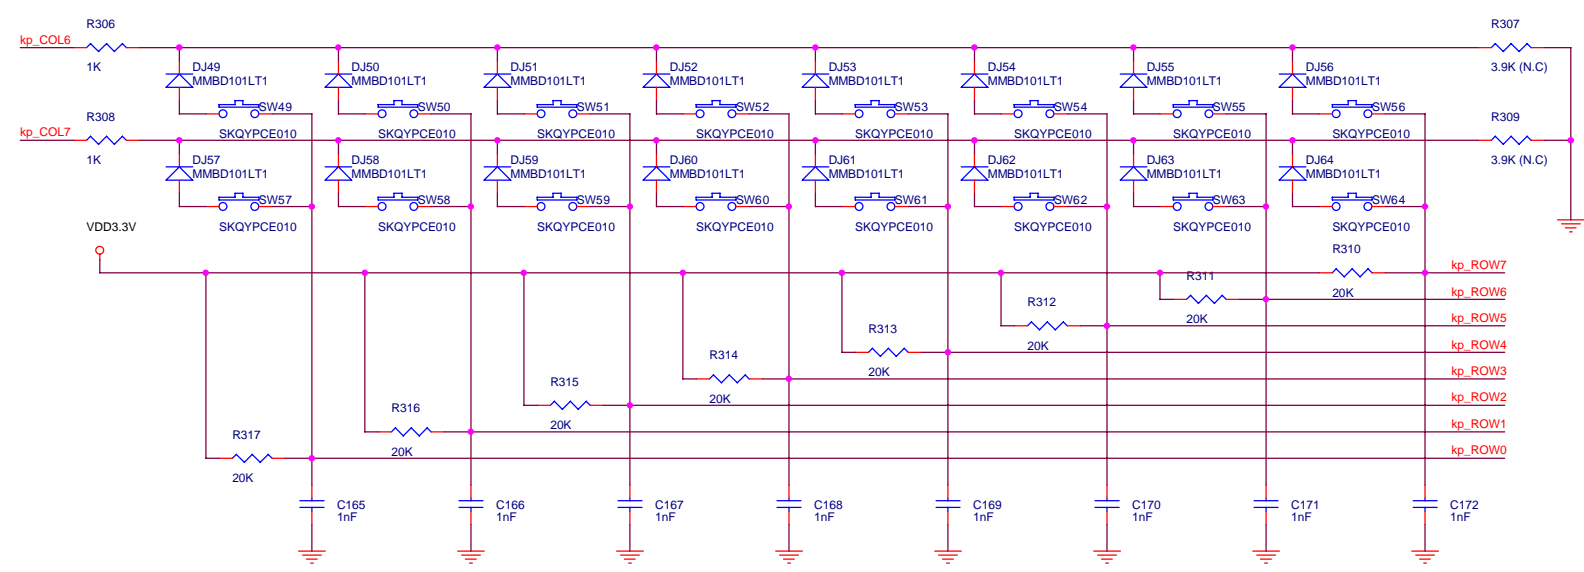 R306
R307
kp_COL6
1K
3.9K (N.C)
DJ49
MMBD101LT1
DJ50
MMBD101LT1
DJ51
MMBD101LT1
DJ52
MMBD101LT1
DJ53
MMBD101LT1
DJ54
MMBD101LT1
DJ55
MMBD101LT1
DJ56
MMBD101LT1
SW49
SW50
SW51
SW52
SW53
SW54
SW55
SW56
R308
R309
SKQYPCE010
SKQYPCE010
SKQYPCE010
SKQYPCE010
SKQYPCE010
SKQYPCE010
SKQYPCE010
SKQYPCE010
kp_COL7
1K
3.9K (N.C)
DJ57
MMBD101LT1
DJ58
MMBD101LT1
DJ59
MMBD101LT1
DJ60
MMBD101LT1
DJ61
MMBD101LT1
DJ62
MMBD101LT1
DJ63
MMBD101LT1
DJ64
MMBD101LT1
SW57
SW58
SW59
SW60
SW61
SW62
SW63
SW64
VDD3.3V
SKQYPCE010
SKQYPCE010
SKQYPCE010
SKQYPCE010
SKQYPCE010
SKQYPCE010
SKQYPCE010
SKQYPCE010
R310
kp_ROW7
20K
R311
kp_ROW6
20K
R312
kp_ROW5
20K
R313
kp_ROW4
20K
R314
kp_ROW3
20K
R315
kp_ROW2
20K
R316
kp_ROW1
20K
R317
kp_ROW0
20K
C165
1nF
C166
1nF
C167
1nF
C168
1nF
C169
1nF
C170
1nF
C171
1nF
C172
1nF